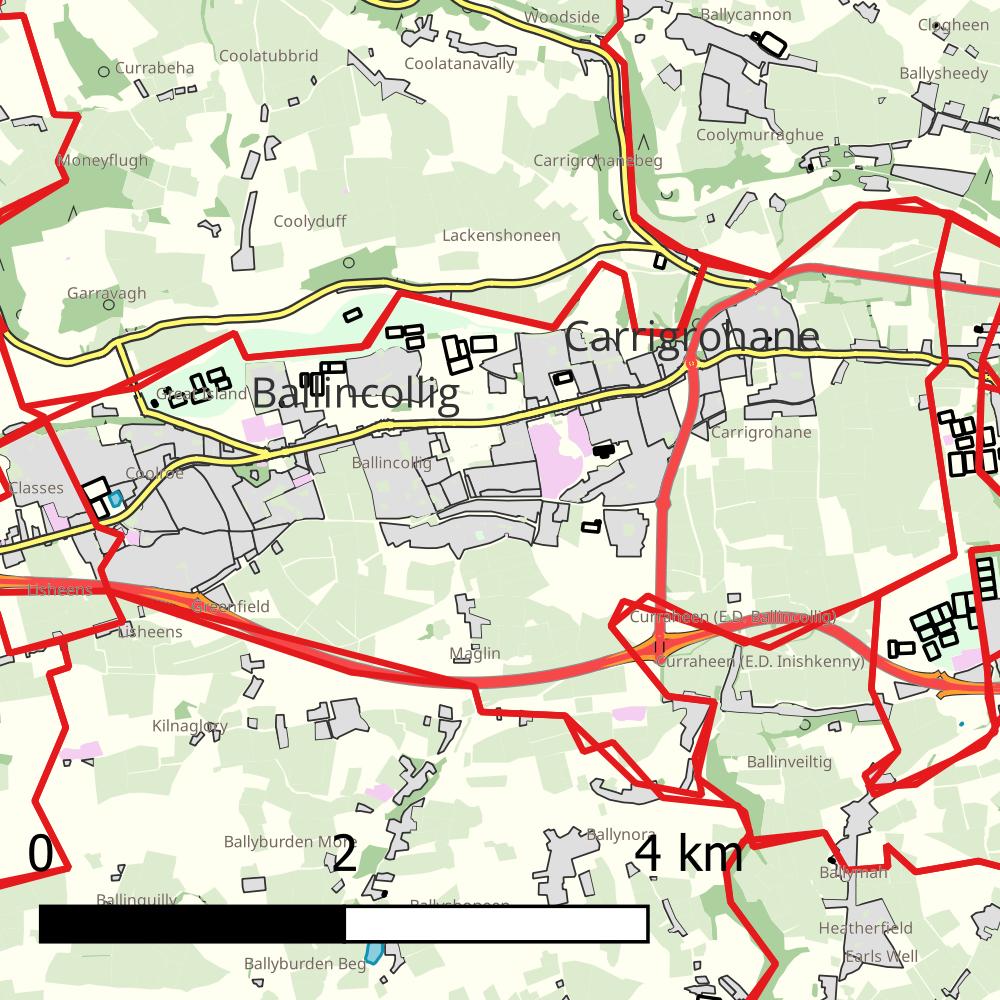 Woodside
Ballycannon
Clogheen
Coolatubbrid
Currabeha
Coolatanavally
Ballysheedy
Coolymurraghue
Moneyflugh
Carrigrohanebeg
Coolyduff
Lackenshoneen
Garravagh
Carrigrohane
Ballincollig
Great Island
Carrigrohane
Ballincollig
Coolroe
Classes
Lisheens
Greenfield
Curraheen (E.D. Ballincollig)
Lisheens
Maglin
Curraheen (E.D. Inishkenny)
Kilnaglory
Ballinveiltig
Ballynora
Ballyburden More
0 2 4 km
Ballymah
Ballinguilly
Ballyshoneen
Heatherfield
Earls Well
Ballyburden Beg